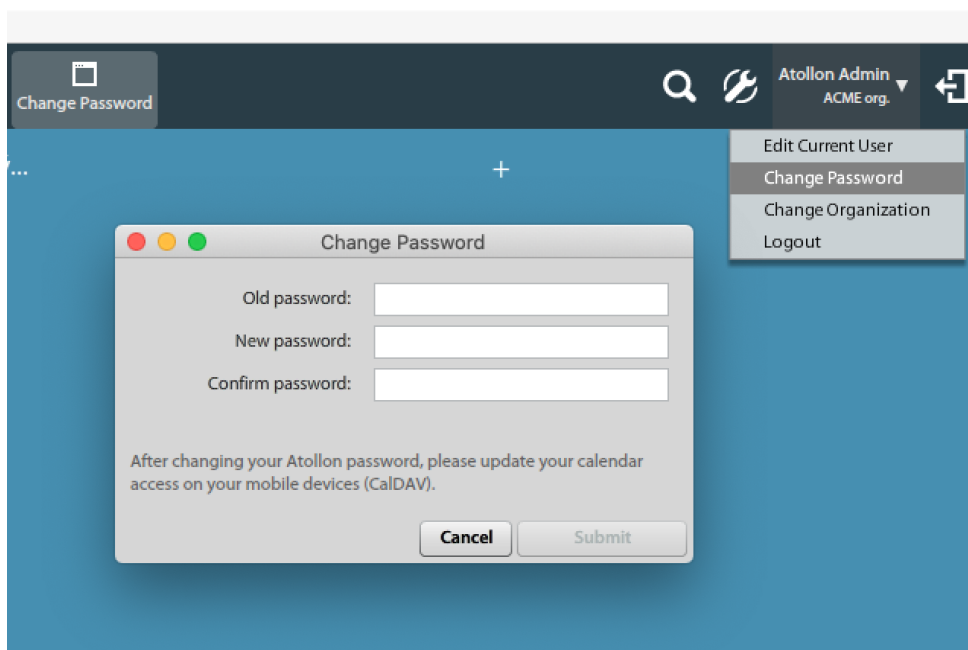 Change Password
Atollon Admin
ACME org.
Edit Current User
Change Password
Change Organization
Logout
...
+
Change Password
Old password:
New password:
Confirm password:
After changing your Atollon password, please update your calendar
access on your mobile devices (CalDAV).
Cancel
Submit